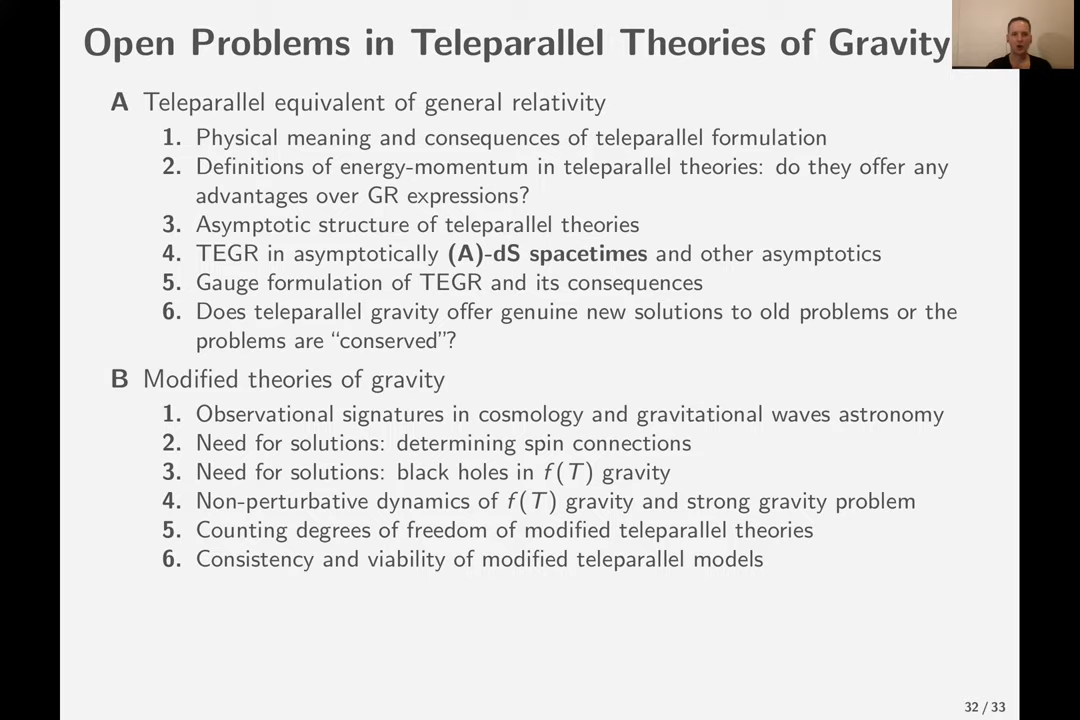 Open Problems in Teleparallel Theories of Gravity
A Teleparallel equivalent of general relativity
1. Physical meaning and consequences of teleparallel formulation
2. Definitions of energy-momentum in teleparallel theories: do they offer any
advantages over GR expressions?
3. Asymptotic structure of teleparallel theories
4. TEGR in asymptotically (A)-dS spacetimes and other asymptotics
5. Gauge formulation of TEGR and its consequences
6. Does teleparallel gravity offer genuine new solutions to old problems or the
problems are “conserved”?
B Modified theories of gravity
1. Observational signatures in cosmology and gravitational waves astronomy
2. Need for solutions: determining spin connections
3. Need for solutions: black holes in f(T) gravity
4. Non-perturbative dynamics of f(T) gravity and strong gravity problem
5. Counting degrees of freedom of modified teleparallel theories
6. Consistency and viability of modified teleparallel models
32 / 33